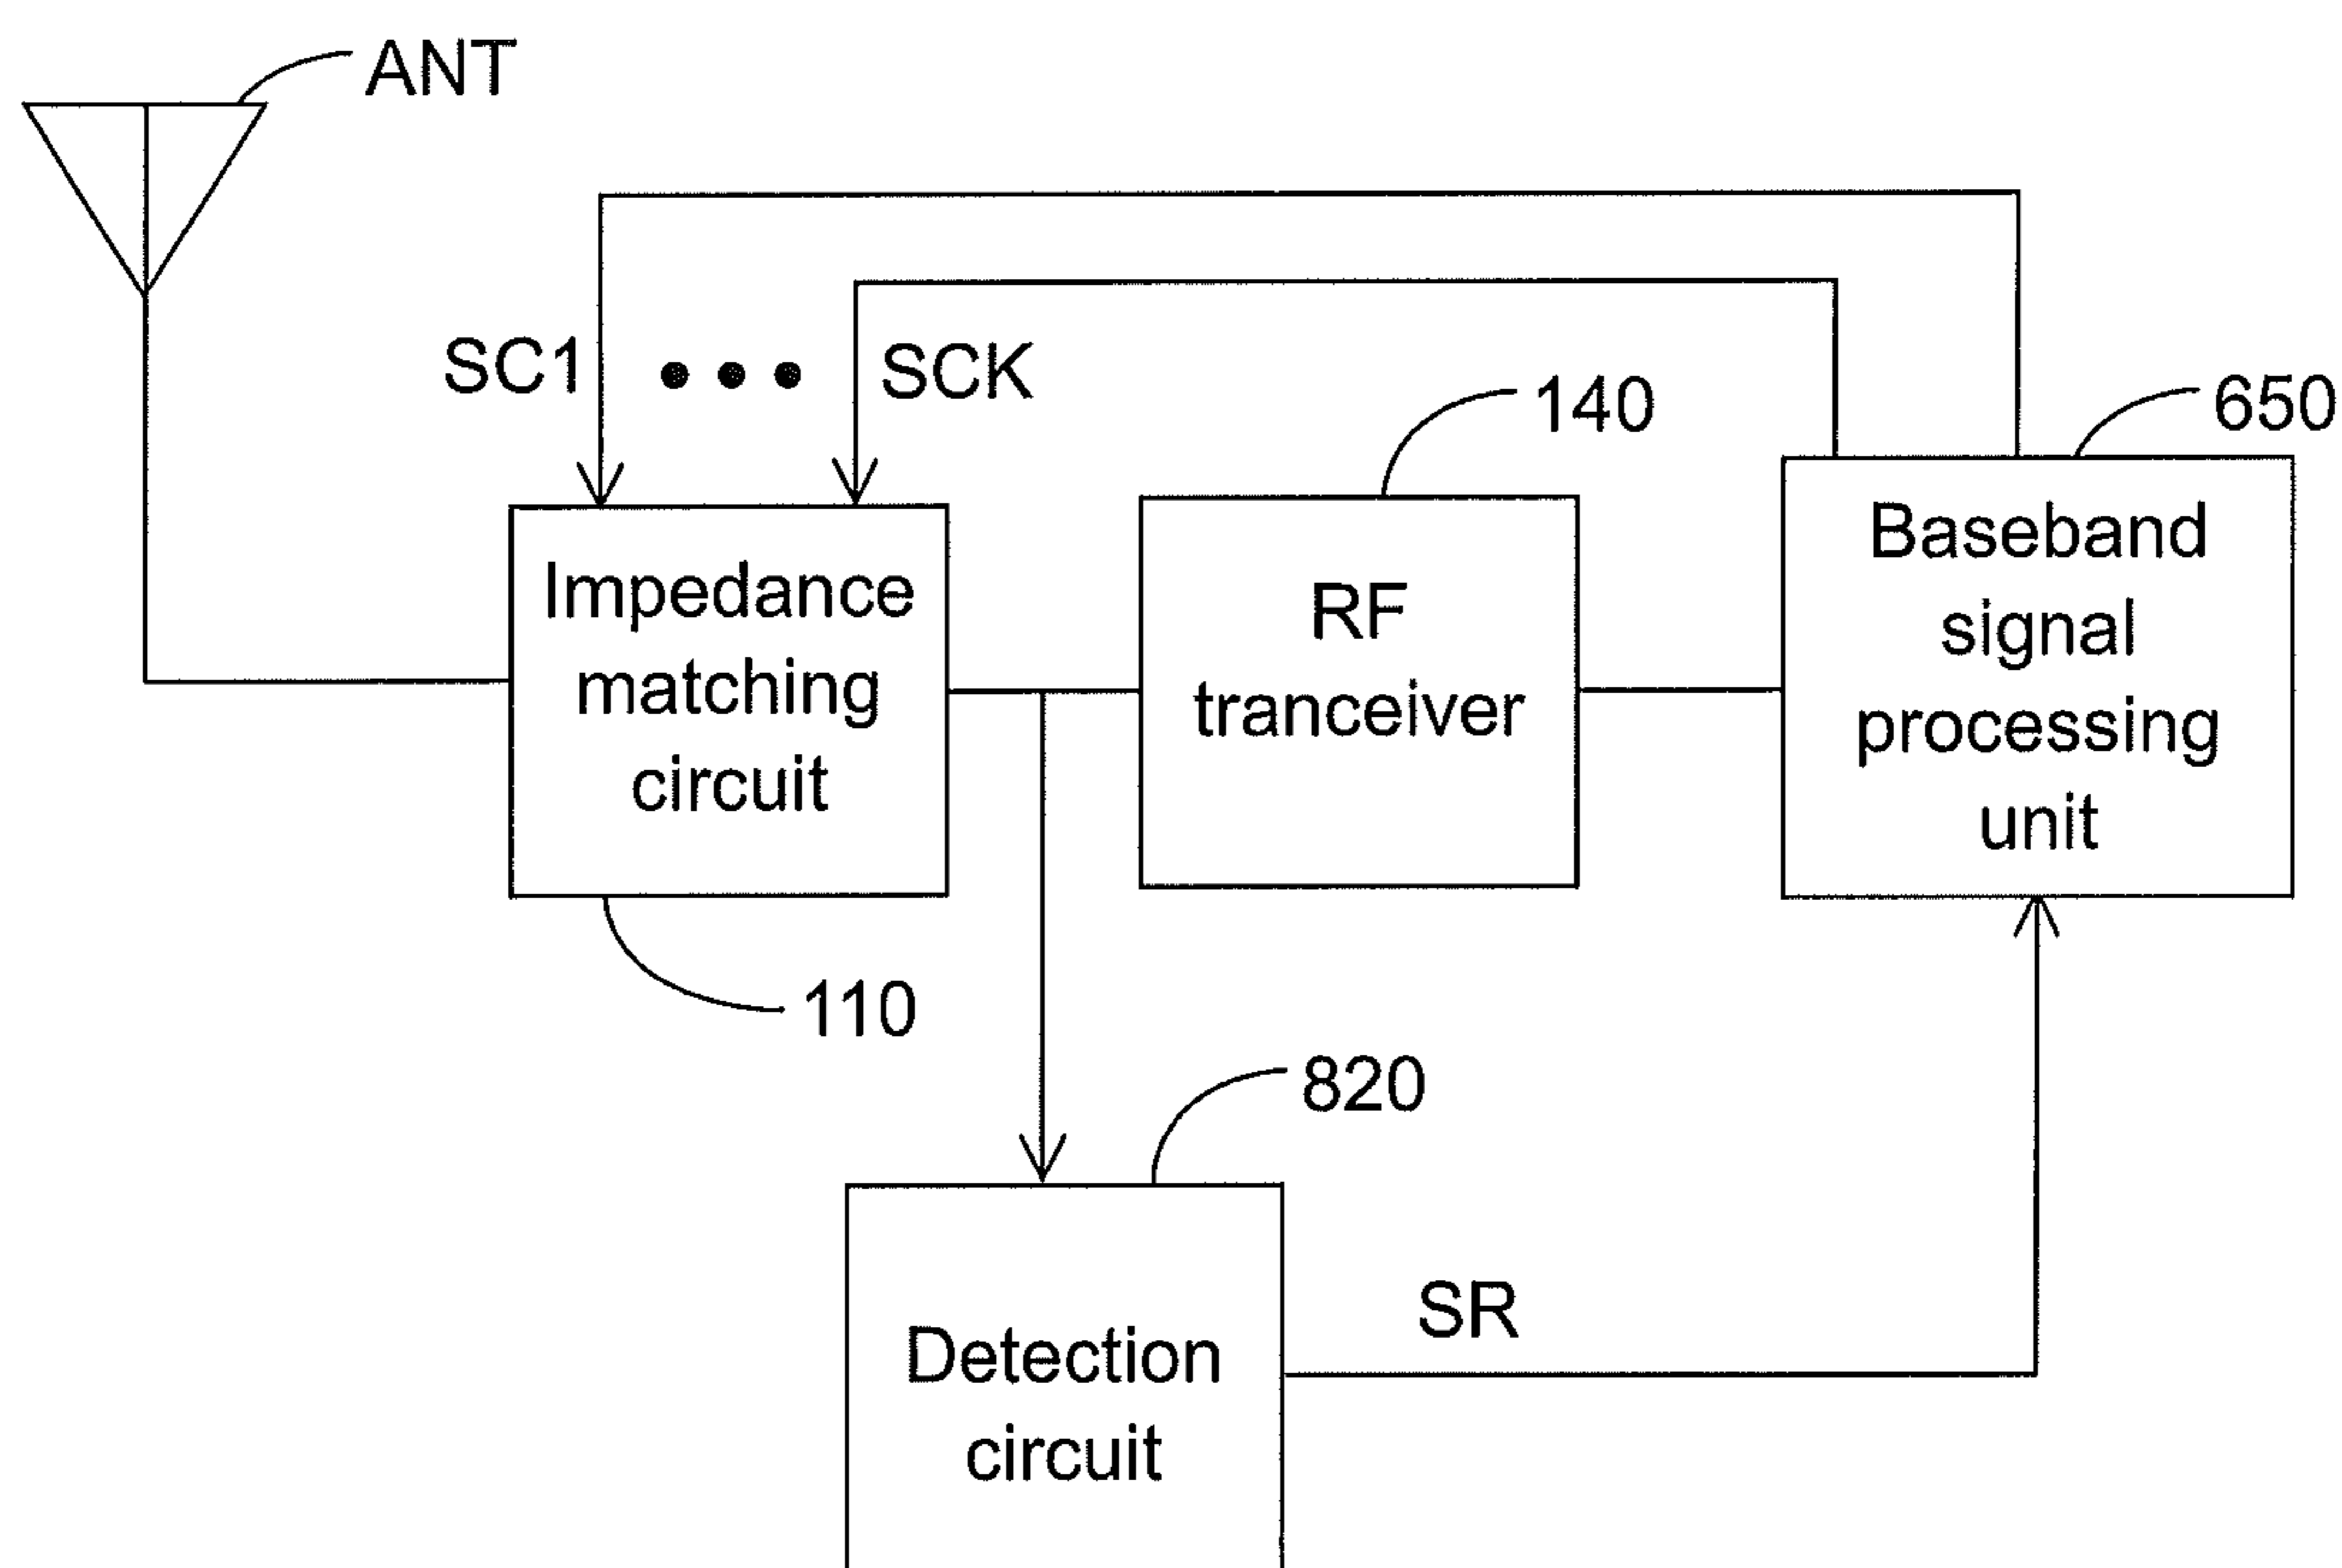 ANT
SC1
SCK
140
650
Impedance
matching
circuit
RF
tranceiver
Baseband
signal
processing
unit
110
820
SR
Detection
circuit